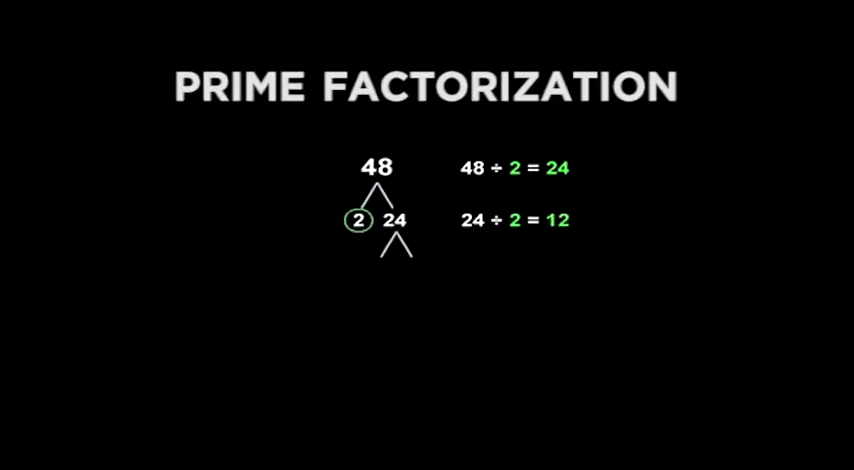 PRIME FACTORIZATION
48 48 ÷ 2 = 24
2 24 24 ÷ 2 = 12